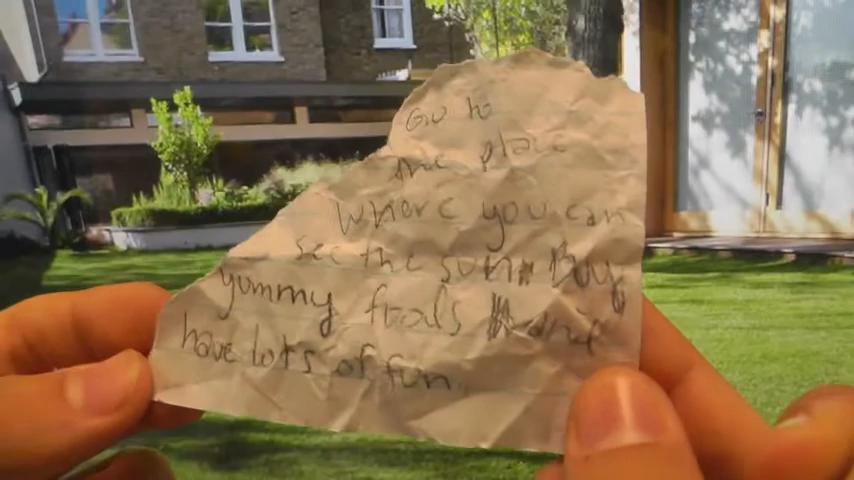 Go to
the place
where you can
see the sun. Buy
yummy foods and
have lots of fun.